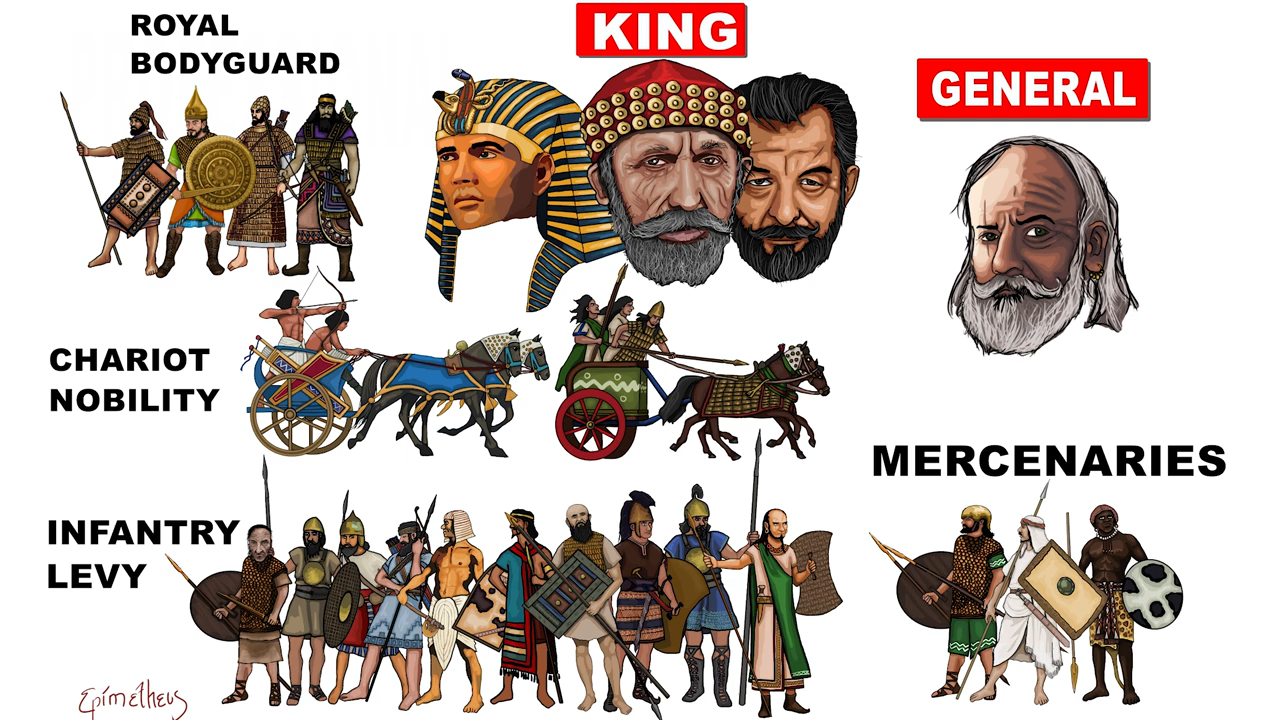 ROYAL
BODYGUARD
KING
GENERAL
CHARIOT
NOBILITY
MERCENARIES
INFANTRY
LEVY
Epimetheus